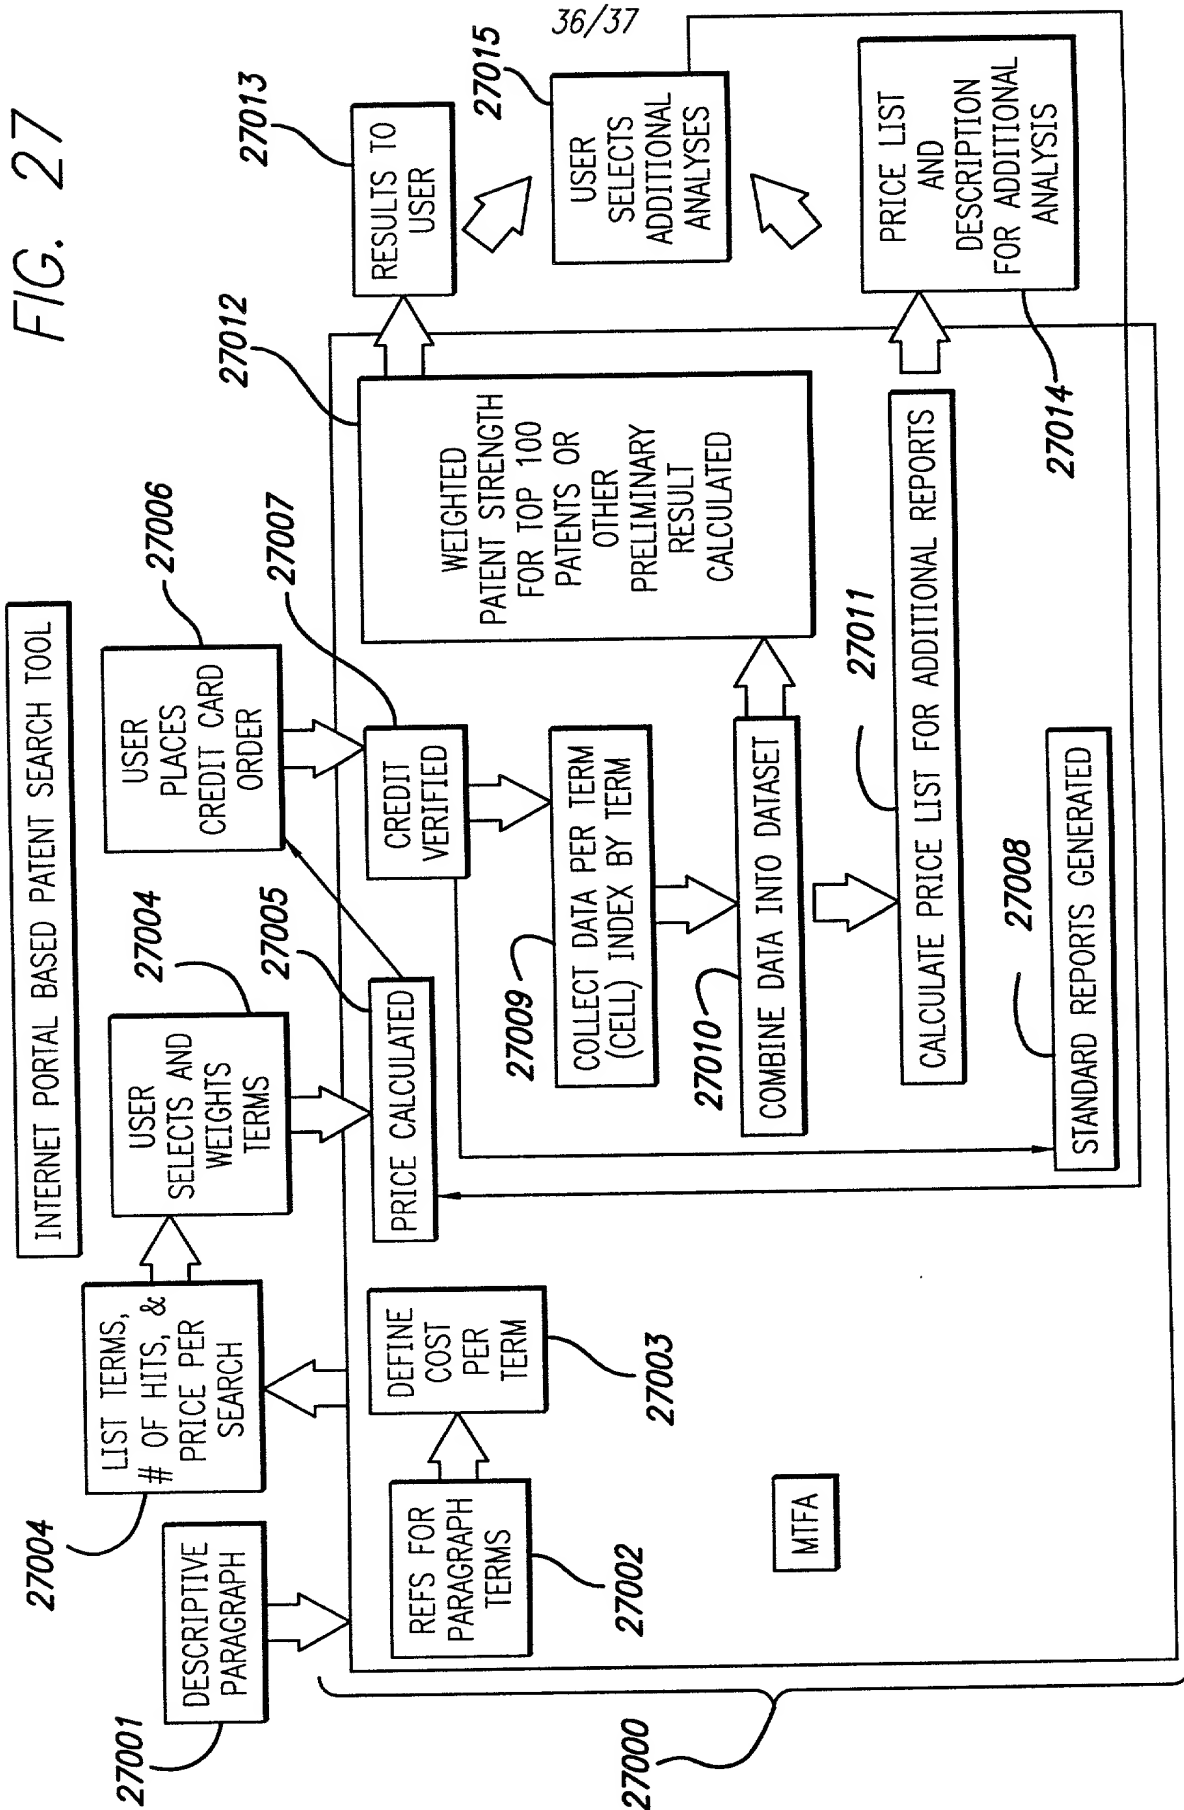 36/37
FIG. 27
INTERNET PORTAL BASED PATENT SEARCH TOOL
27001
DESCRIPTIVE
PARAGRAPH
27004
LIST TERMS,
# OF HITS, &
PRICE PER
SEARCH
USER
SELECTS AND
WEIGHTS
TERMS
27004
27005
USER
PLACES
CREDIT CARD
ORDER
27006
27007
27012
27013
RESULTS TO
USER
27015
USER
SELECTS
ADDITIONAL
ANALYSES
REFS FOR
PARAGRAPH
TERMS
27002
DEFINE
COST
PER
TERM
27003
PRICE CALCULATED
CREDIT
VERIFIED
WEIGHTED
PATENT STRENGTH
FOR TOP 100
PATENTS OR
OTHER
PRELIMINARY
RESULT
CALCULATED
27009
COLLECT DATA PER TERM
(CELL) INDEX BY TERM
27010
COMBINE DATA INTO DATASET
27011
CALCULATE PRICE LIST FOR ADDITIONAL REPORTS
PRICE LIST
AND
DESCRIPTION
FOR ADDITIONAL
ANALYSIS
27014
27008
STANDARD REPORTS GENERATED
MTFA
27000